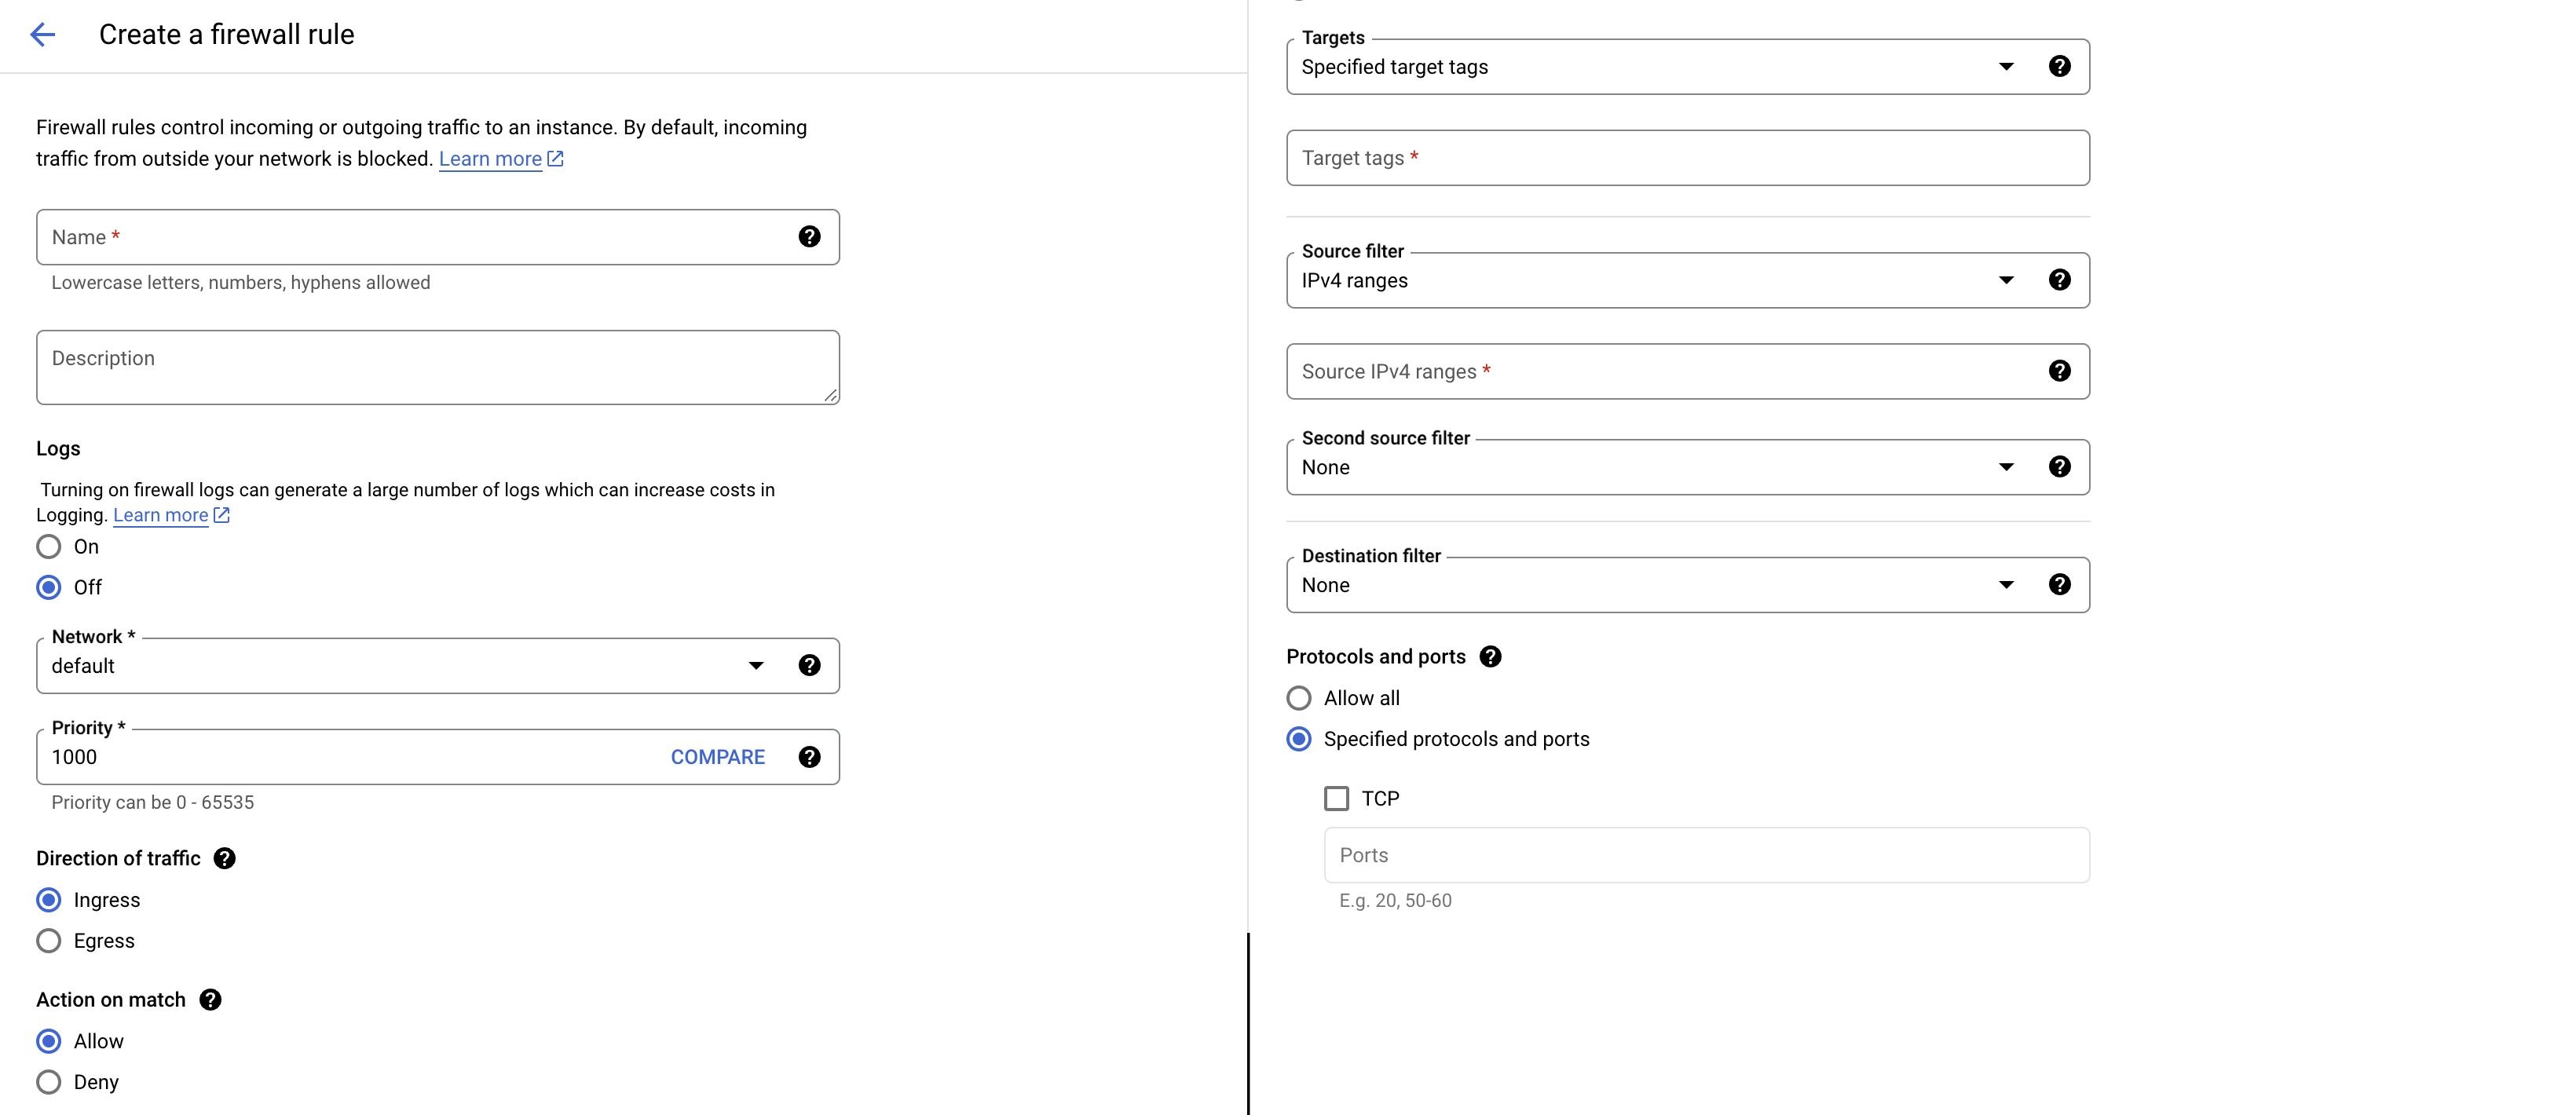 Create a firewall rule
Firewall rules control incoming or outgoing traffic to an instance. By default, incoming
traffic from outside your network is blocked. Learn more
Name *
Lowercase letters, numbers, hyphens allowed
Description
Logs
Turning on firewall logs can generate a large number of logs which can increase costs in
Logging. Learn more
On
Off
Network *
default
Priority *
1000 COMPARE
Priority can be 0 - 65535
Direction of traffic
Ingress
Egress
Action on match
Allow
Deny
Targets
Specified target tags
Target tags *
Source filter
IPv4 ranges
Source IPv4 ranges *
Second source filter
None
Destination filter
None
Protocols and ports
Allow all
Specified protocols and ports
TCP
Ports
E.g. 20, 50-60